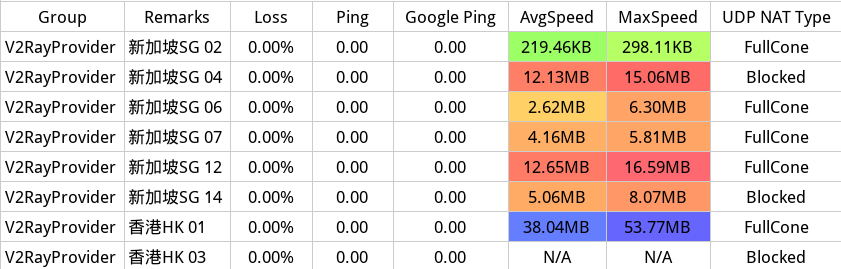 Group Remarks Loss Ping Google Ping AvgSpeed MaxSpeed UDP NAT Type
V2RayProvider 新加坡SG 02 0.00% 0.00 0.00 219.46KB 298.11KB FullCone
V2RayProvider 新加坡SG 04 0.00% 0.00 0.00 12.13MB 15.06MB Blocked
V2RayProvider 新加坡SG 06 0.00% 0.00 0.00 2.62MB 6.30MB FullCone
V2RayProvider 新加坡SG 07 0.00% 0.00 0.00 4.16MB 5.81MB FullCone
V2RayProvider 新加坡SG 12 0.00% 0.00 0.00 12.65MB 16.59MB FullCone
V2RayProvider 新加坡SG 14 0.00% 0.00 0.00 5.06MB 8.07MB Blocked
V2RayProvider 香港HK 01 0.00% 0.00 0.00 38.04MB 53.77MB FullCone
V2RayProvider 香港HK 03 0.00% 0.00 0.00 N/A N/A Blocked